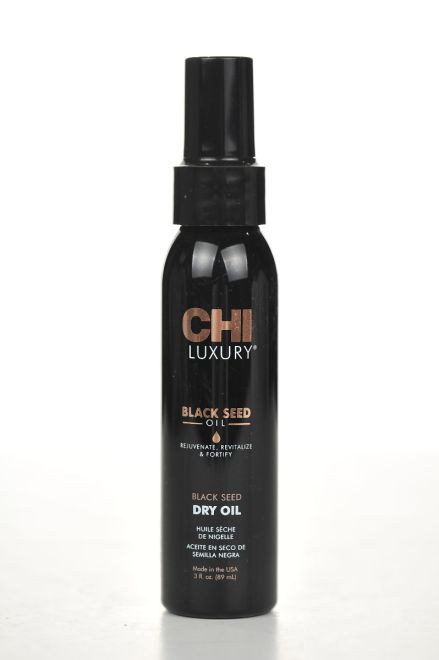 CHI
LUXURY®
BLACK SEED
OIL
REJUVENATE, REVITALIZE
& FORTIFY
BLACK SEED
DRY OIL
HUILE SÈCHE
DE NIGELLE
ACEITE EN SECO DE
SEMILLA NEGRA
Made in the USA
3 fl. oz. (89 mL)